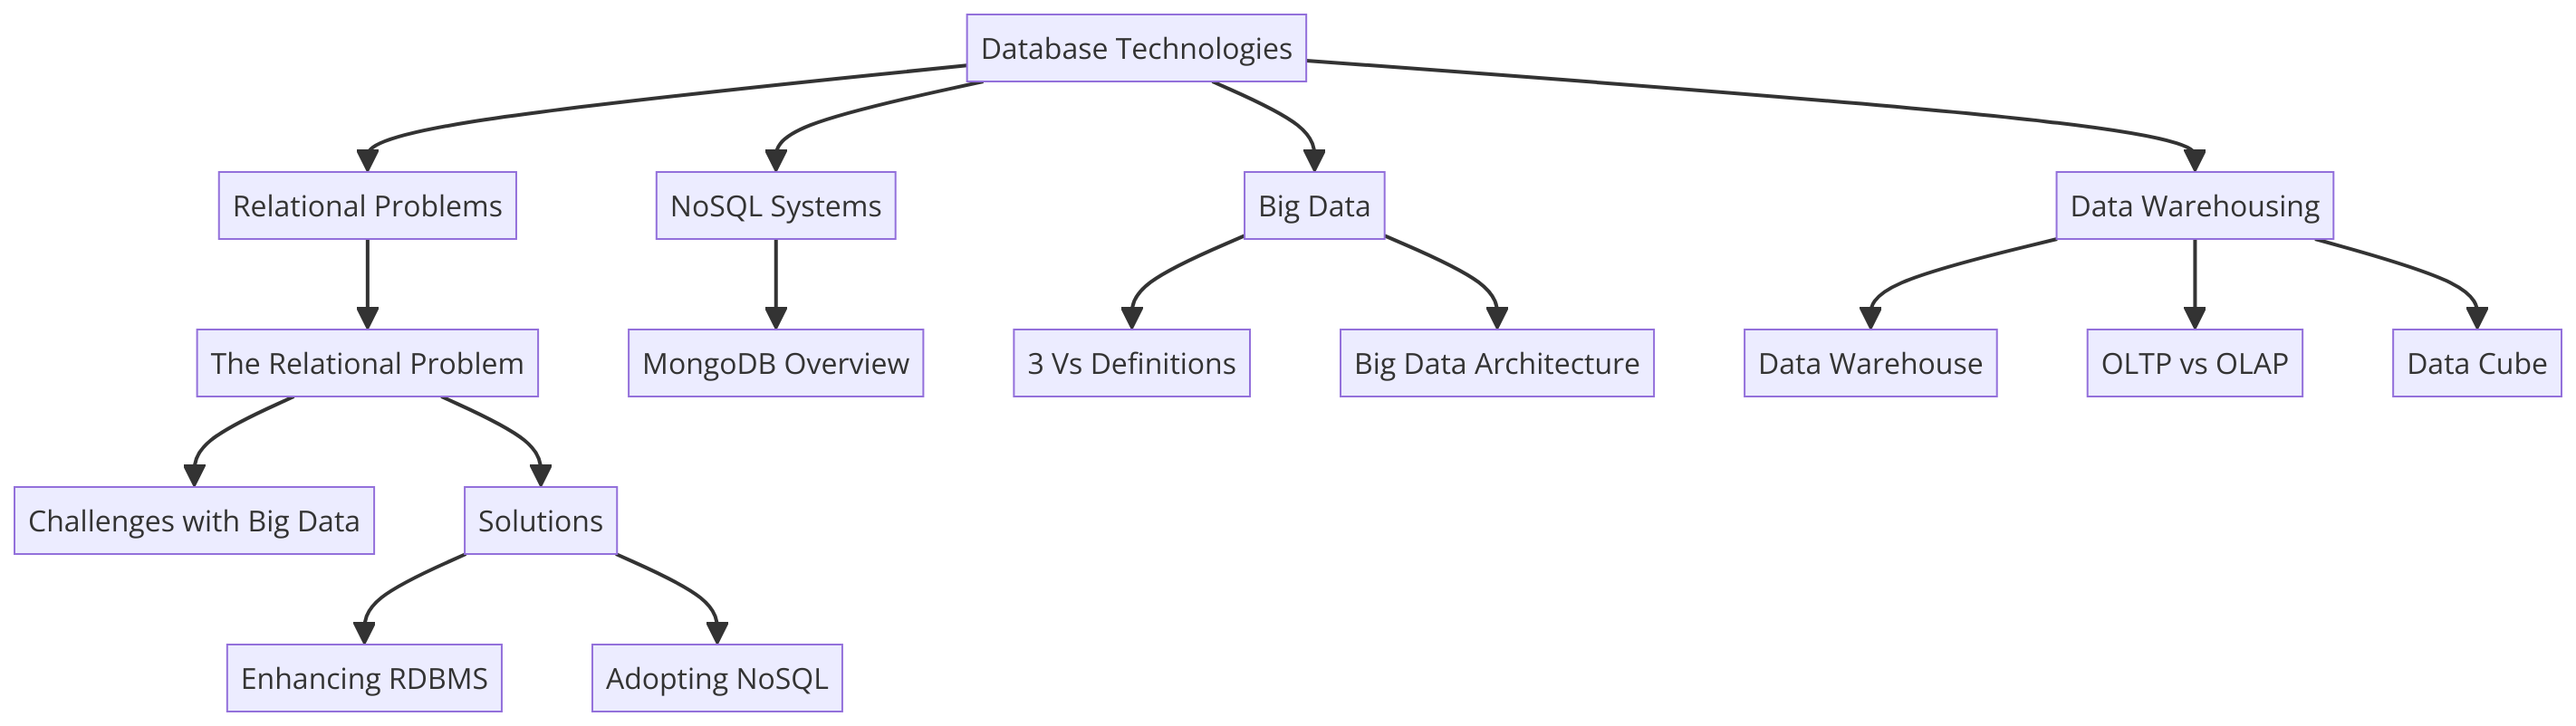 Database Technologies
Relational Problems
NoSQL Systems
Big Data
Data Warehousing
The Relational Problem
MongoDB Overview
3 Vs Definitions
Big Data Architecture
Data Warehouse
OLTP vs OLAP
Data Cube
Challenges with Big Data
Solutions
Enhancing RDBMS
Adopting NoSQL